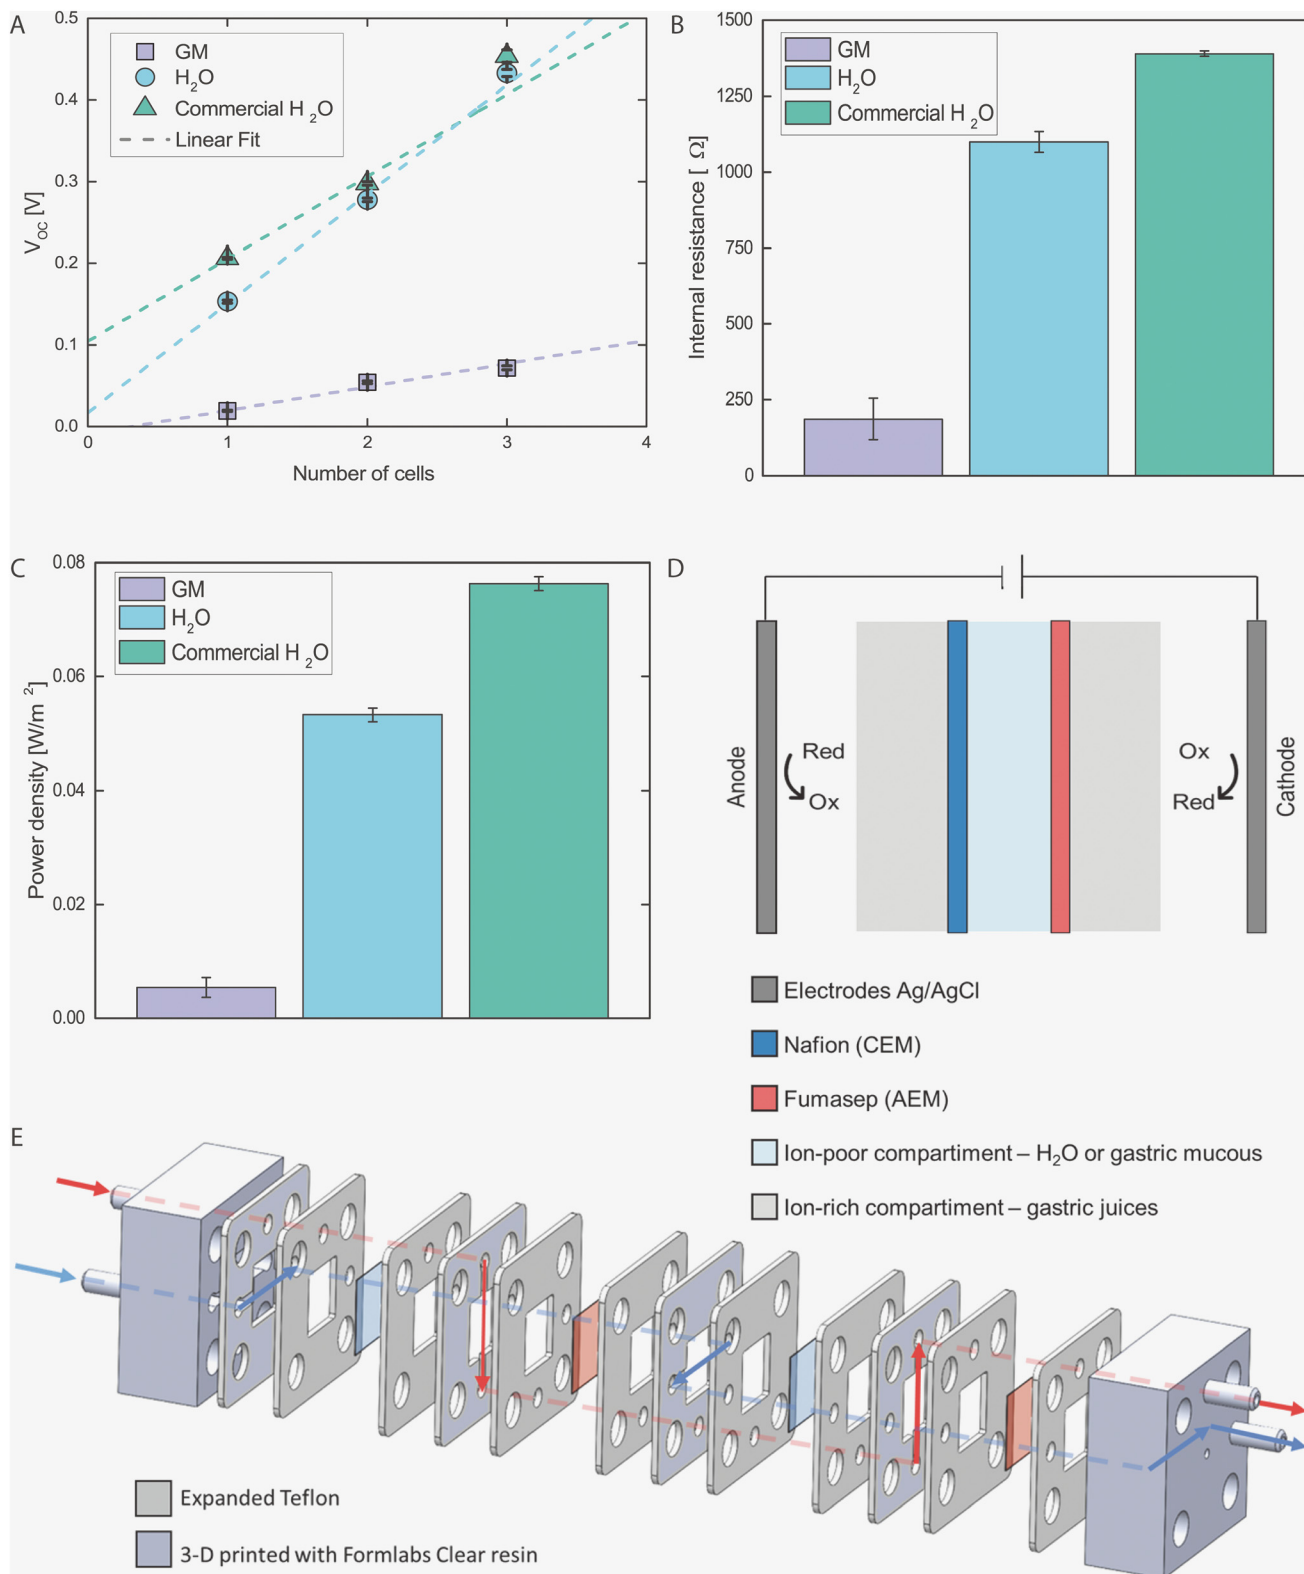 A
0.5
0.4
0.3
0.2
0.1
0.0
V_OC [V]
GM
H₂O
Commercial H₂O
Linear Fit
0 1 2 3 4
Number of cells
B
1500
1250
1000
750
500
250
0
Internal resistance [ Ω]
GM
H₂O
Commercial H₂O
C
0.08
0.06
0.04
0.02
0.00
Power density [W/m²]
GM
H₂O
Commercial H₂O
D
Anode
Red
Ox
Ox
Red
Cathode
Electrodes Ag/AgCl
Nafion (CEM)
Fumasep (AEM)
Ion-poor compartment – H₂O or gastric mucous
Ion-rich compartment – gastric juices
E
Expanded Teflon
3-D printed with Formlabs Clear resin